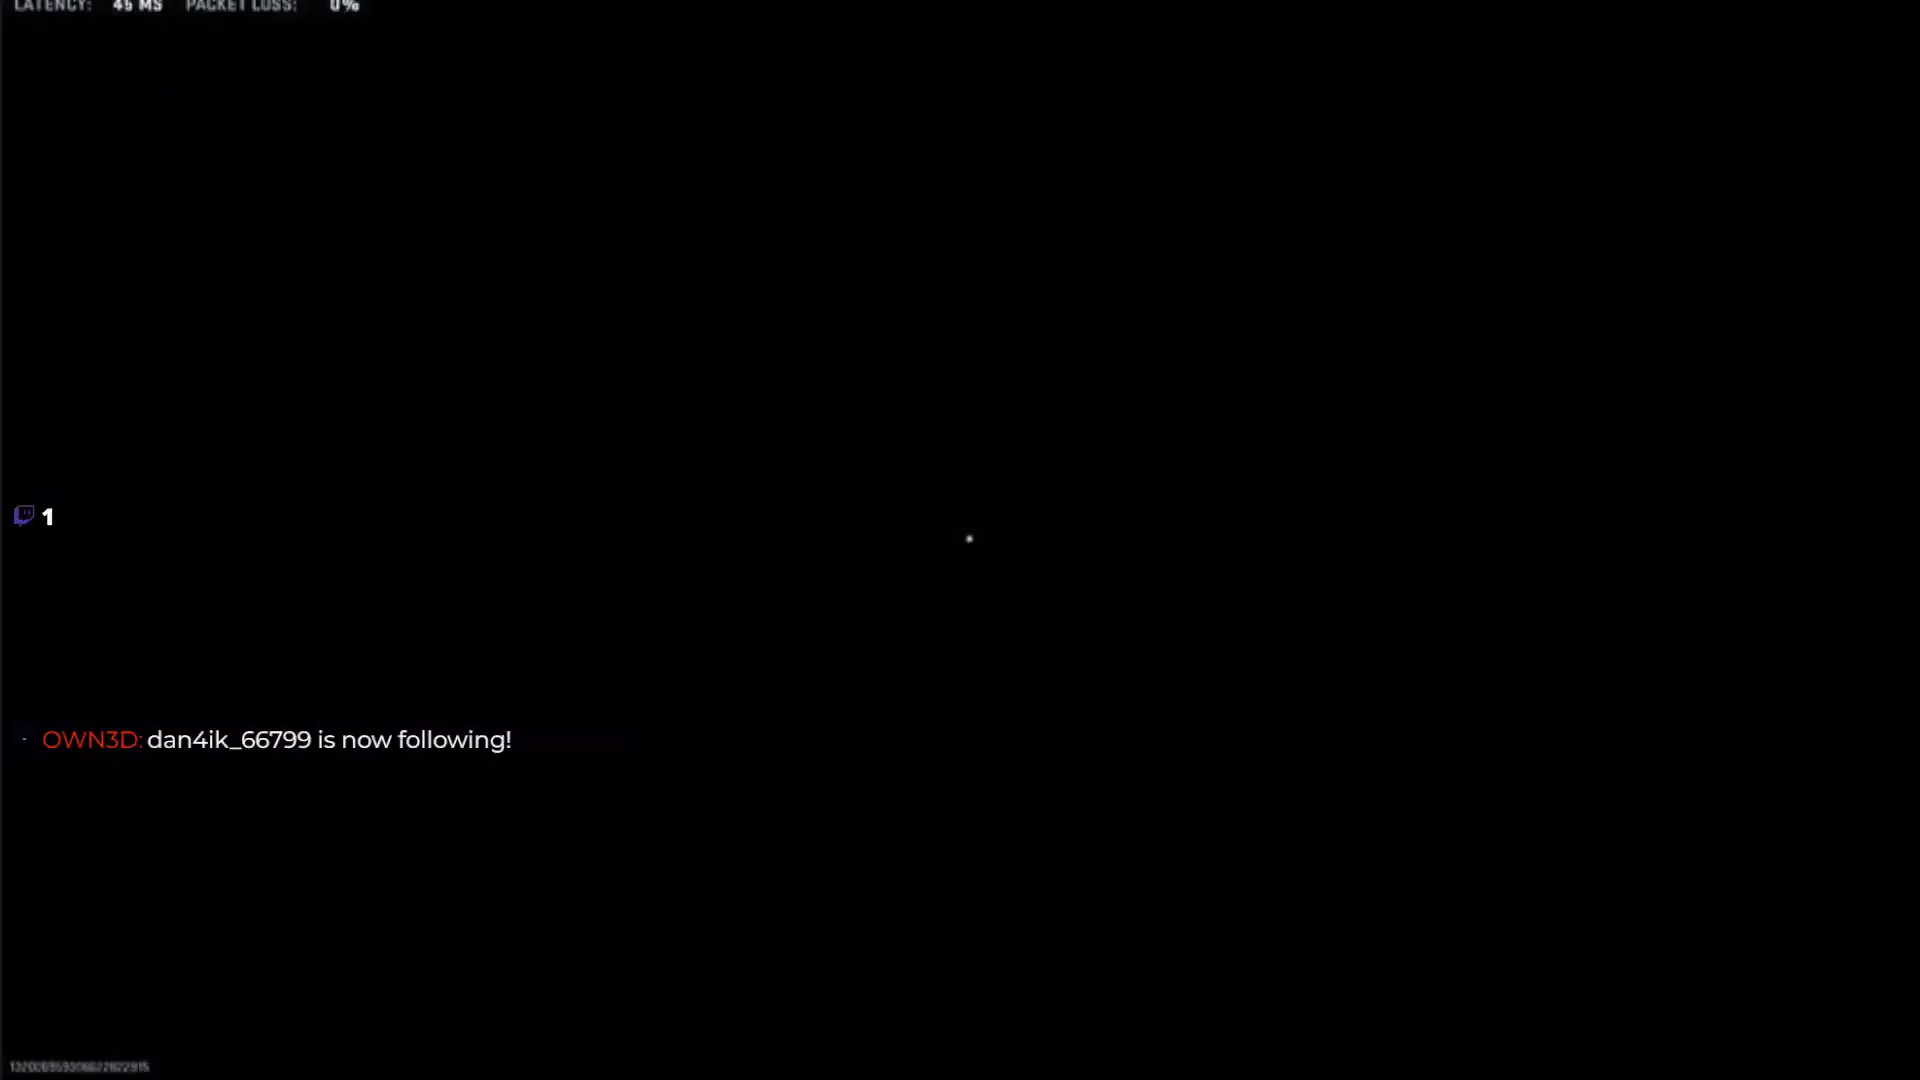 LATENCY: 45 MS PACKET LOSS: 0%
1
OWN3D: dan4ik_66799 is now following!